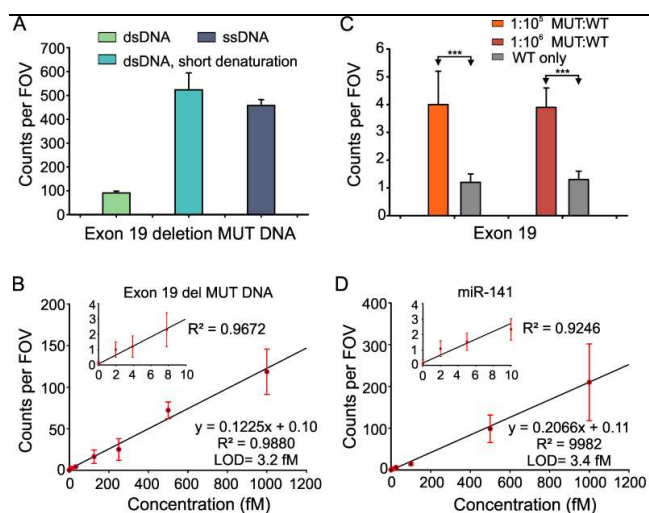 A
dsDNA
ssDNA
dsDNA, short denaturation
Counts per FOV
700
600
500
400
300
200
100
0
Exon 19 deletion MUT DNA
C
1:10⁵ MUT:WT
1:10⁶ MUT:WT
WT only
Counts per FOV
6
5
4
3
2
1
0
***
***
Exon 19
B
Exon 19 del MUT DNA
Counts per FOV
200
150
100
50
0
4
3
2
1
0
0 2 4 6 8 10
R² = 0.9672
y = 0.1225x + 0.10
R² = 0.9880
LOD= 3.2 fM
0 200 400 600 800 1000 1200
Concentration (fM)
D
miR-141
Counts per FOV
400
300
200
100
0
4
3
2
1
0
0 2 4 6 8 10
R² = 0.9246
y = 0.2066x + 0.11
R² = 9982
LOD= 3.4 fM
0 200 400 600 800 1000 1200
Concentration (fM)